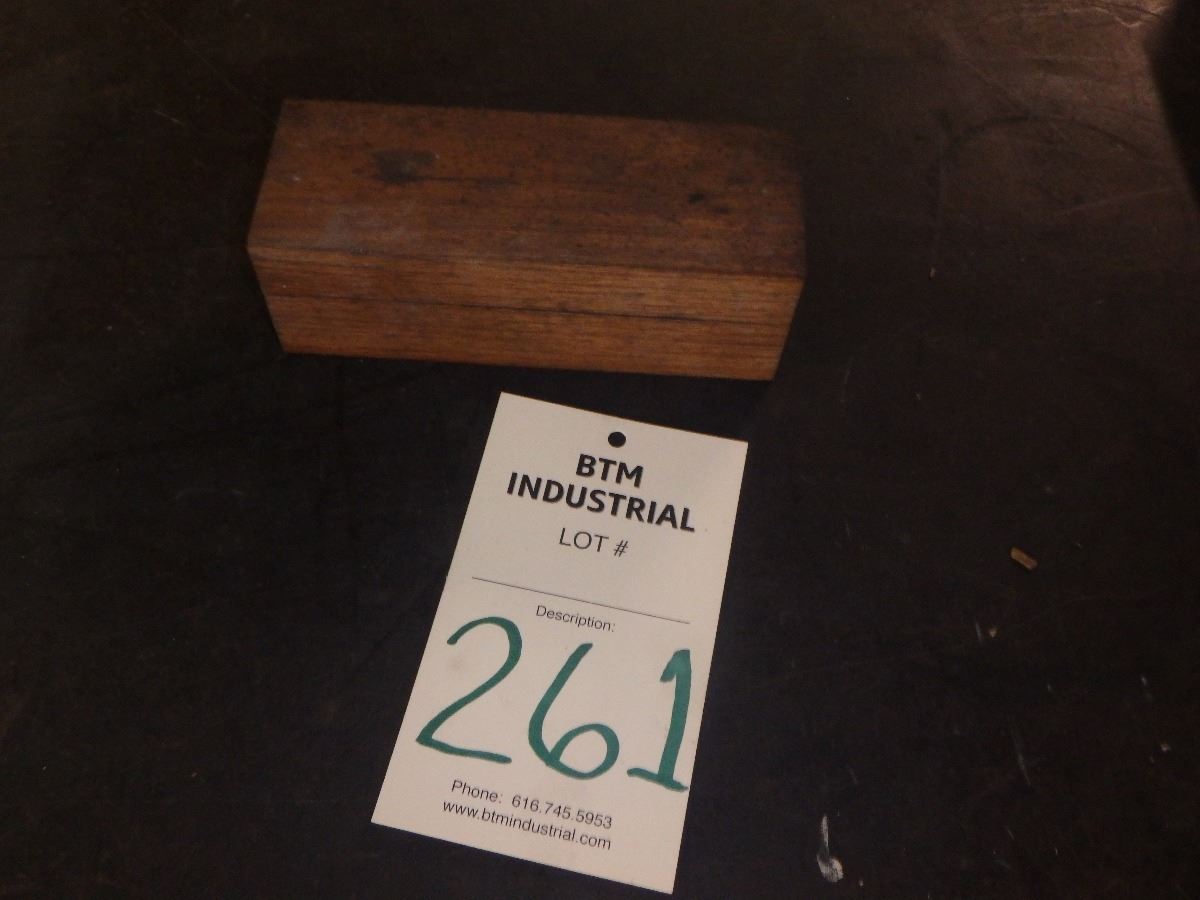 BTM
INDUSTRIAL
LOT #
Description:
261
Phone: 616.745.5953
www.btmindustrial.com